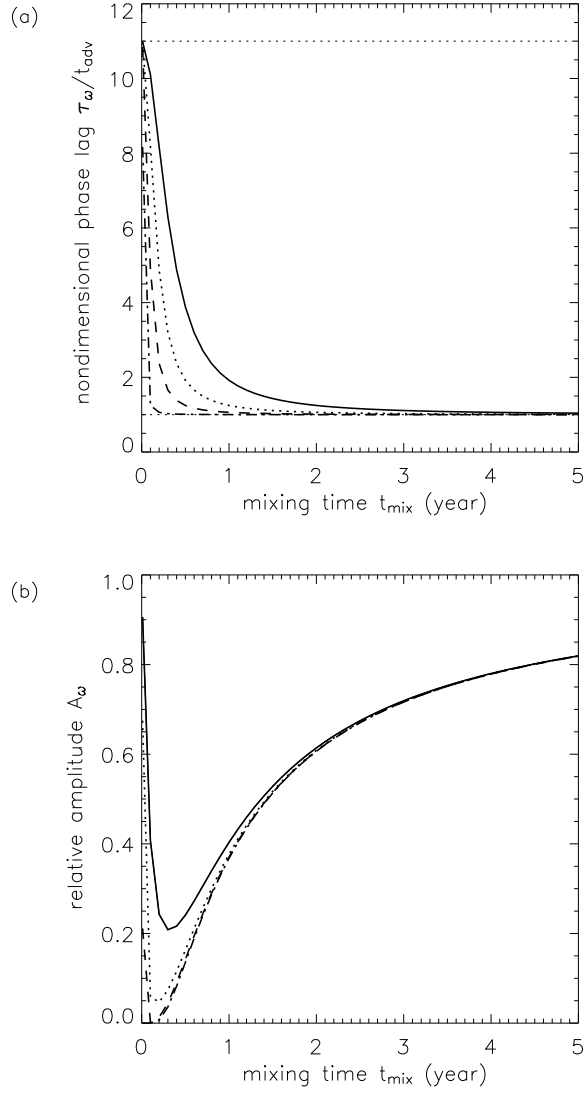 (a)
nondimensional phase lag τω/tadv
12
10
8
6
4
2
0
0 1 2 3 4 5
mixing time tmix (year)
(b)
relative amplitude Aω
1.0
0.8
0.6
0.4
0.2
0.0
0 1 2 3 4 5
mixing time tmix (year)